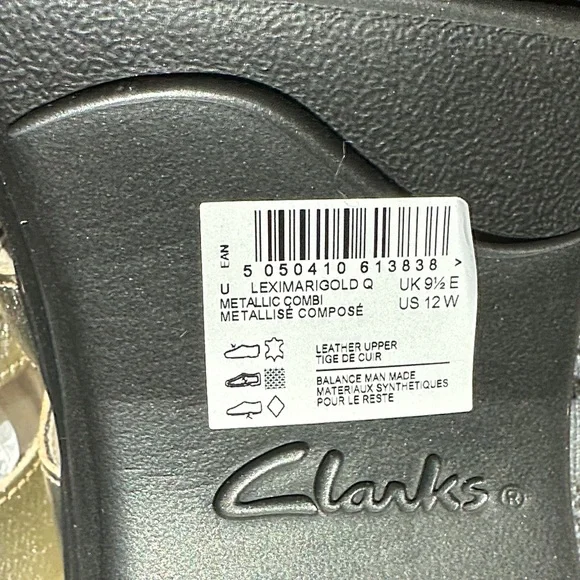 EAN
5 050410 613838 >
U LEXIMARIGOLD Q UK 9½ E
METALLIC COMBI US 12 W
METALLISÉ COMPOSÉ
LEATHER UPPER
TIGE DE CUIR
BALANCE MAN MADE
MATERIAUX SYNTHETIQUES
POUR LE RESTE
Clarks®